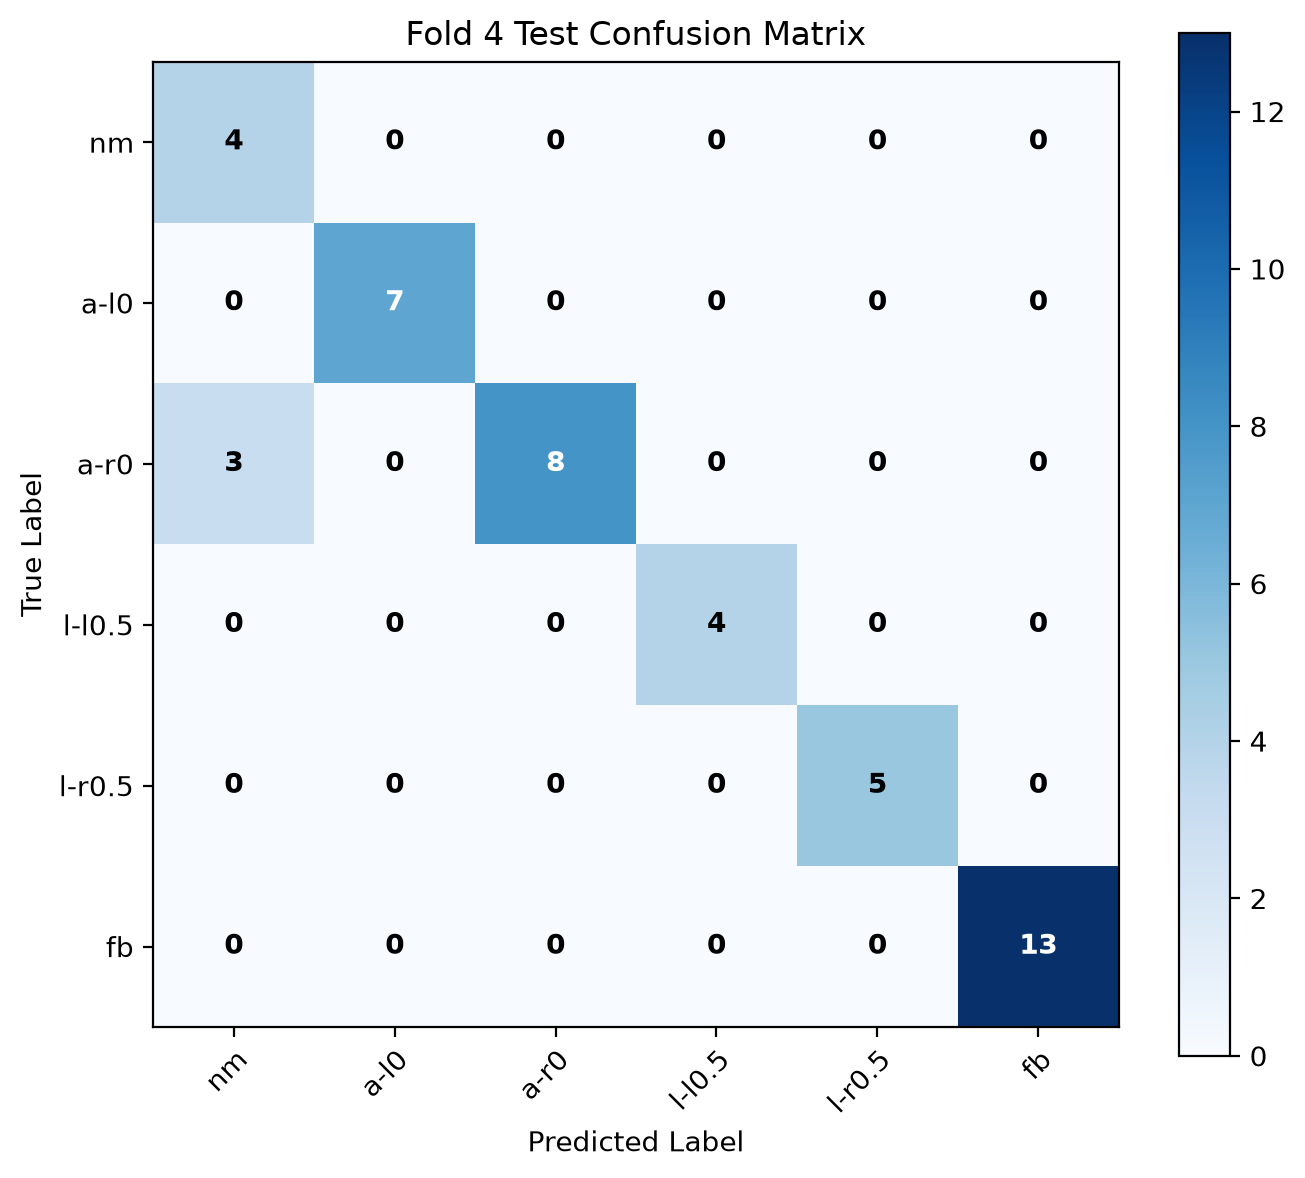 Fold 4 Test Confusion Matrix
nm 4 0 0 0 0 0
a-l0 0 7 0 0 0 0
a-r0 3 0 8 0 0 0
l-l0.5 0 0 0 4 0 0
l-r0.5 0 0 0 0 5 0
fb 0 0 0 0 0 13
nm a-l0 a-r0 l-l0.5 l-r0.5 fb
Predicted Label
True Label
12
10
8
6
4
2
0